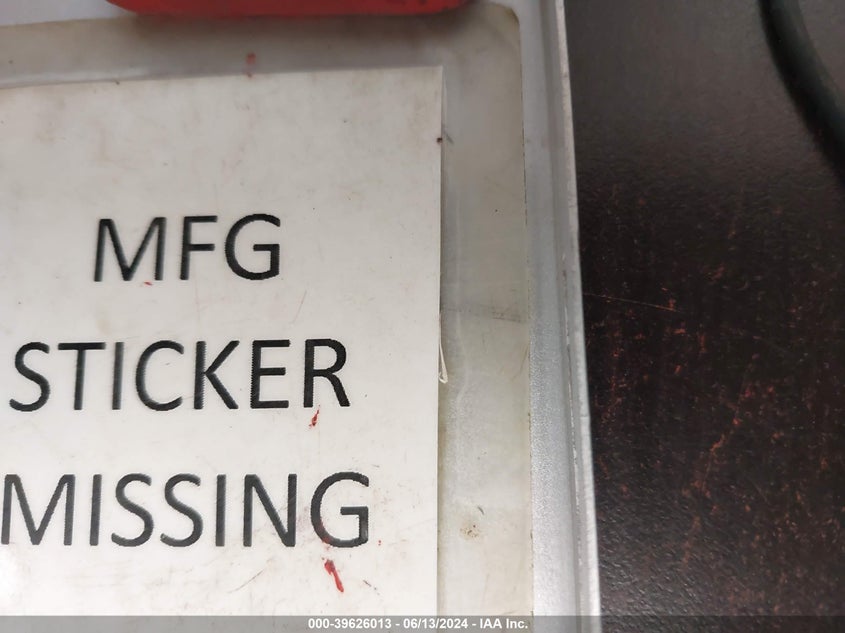 MFG
STICKER
MISSING
000-39626013 - 06/13/2024 - IAA Inc.